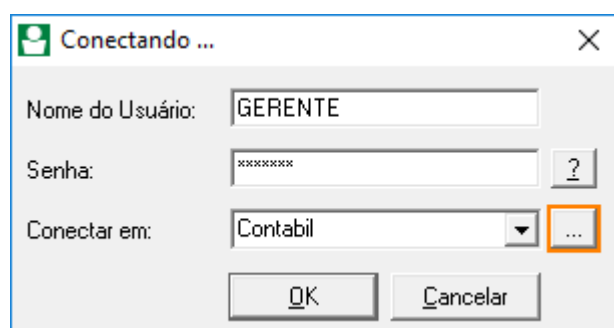 Conectando ...
Nome do Usuário: GERENTE
Senha: ******* ?
Conectar em: Contabil ...
OK Cancelar